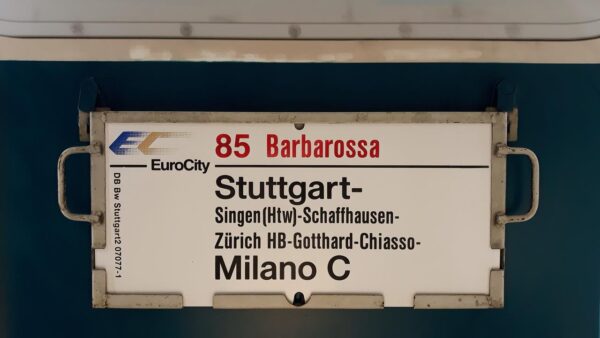 EC
EuroCity
85 Barbarossa
Stuttgart-
Singen(Htw)-Schaffhausen-
Zürich HB-Gotthard-Chiasso-
Milano C
DB Bw Stuttgart2 07077-1